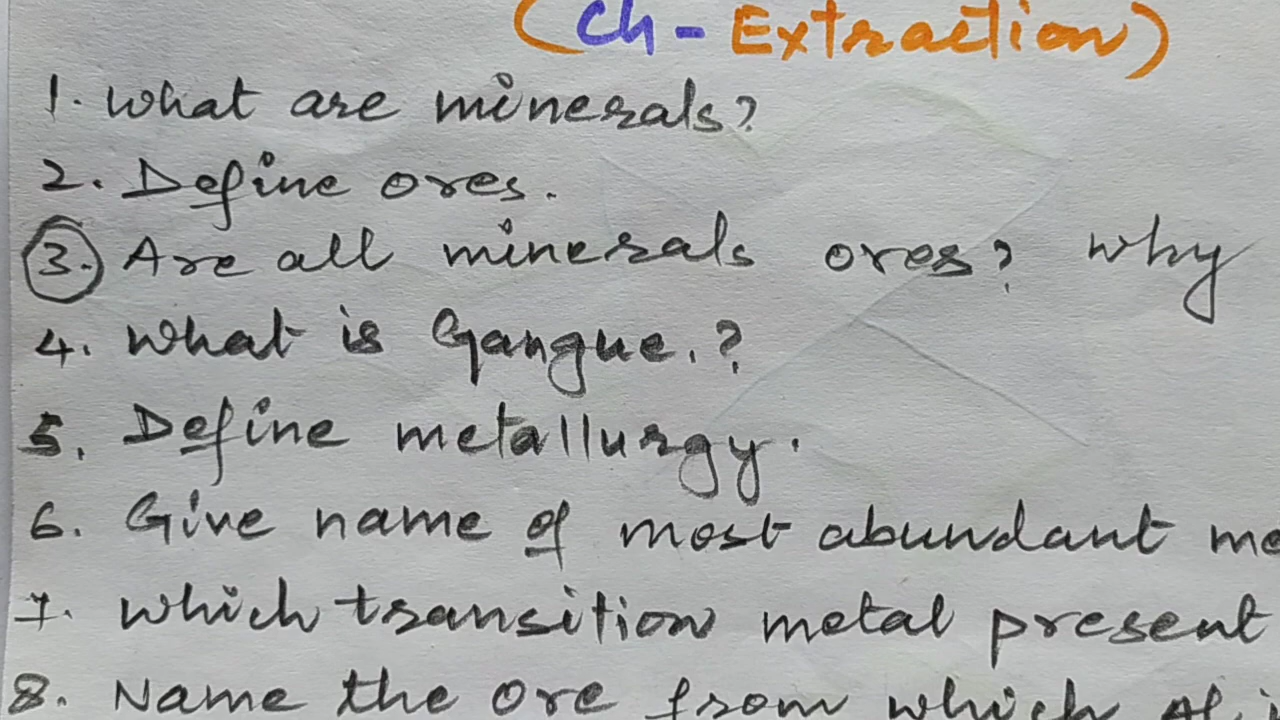 (Ch - Extraction)
1. What are minerals?
2. Define ores.
3. Are all minerals ores? Why
4. What is Gangue.?
5. Define metallurgy.
6. Give name of most abundant
7. Which transition metal present
8. Name the ore from which